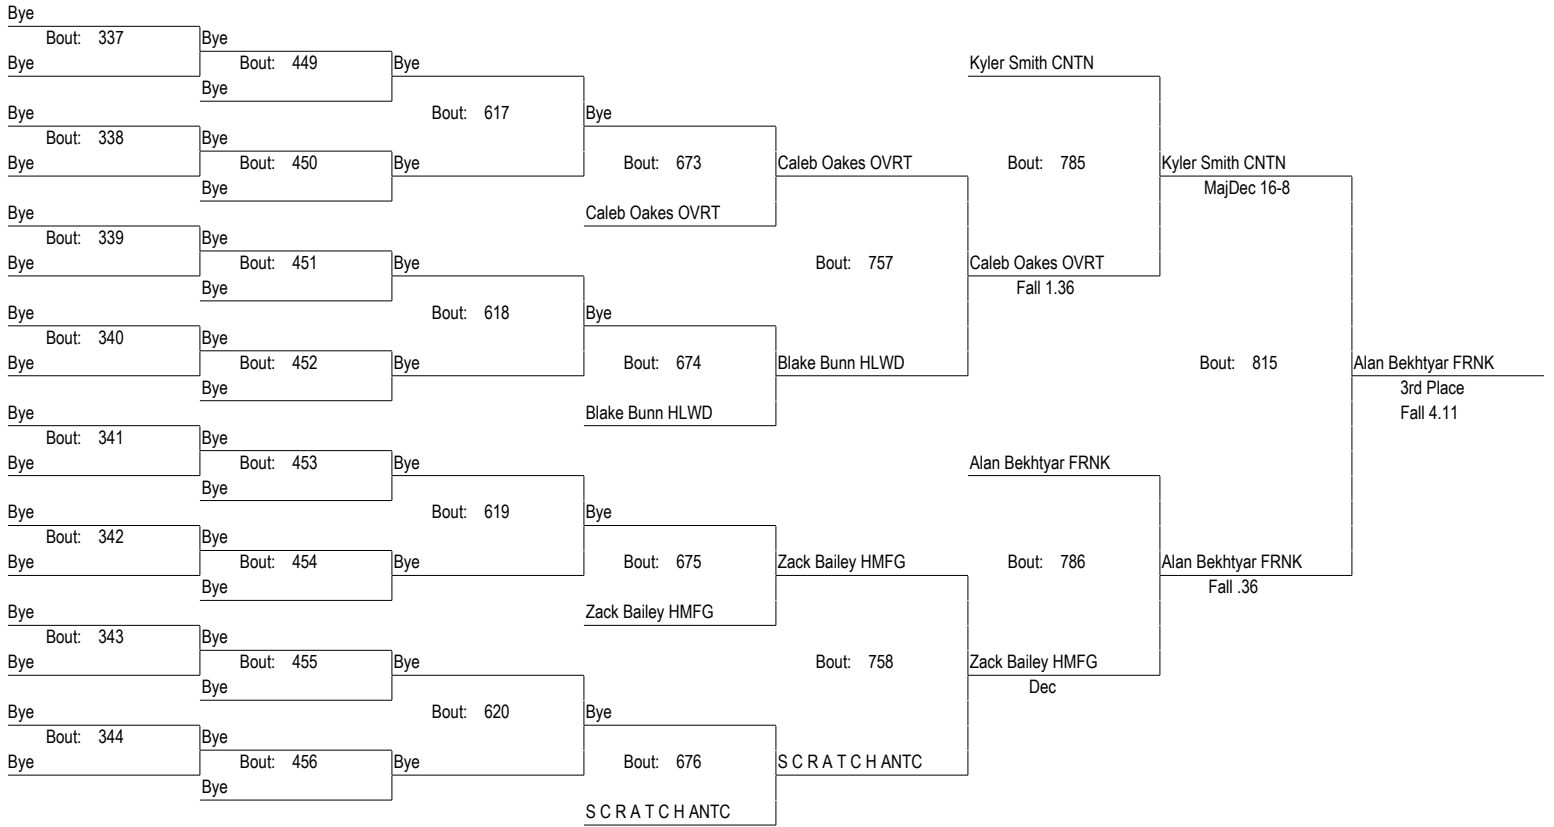 Bye
Bout: 337 Bye
Bye Bout: 449 Bye Kyler Smith CNTN
Bye
Bye Bout: 617 Bye
Bout: 338 Bye
Bye Bout: 450 Bye Bout: 673 Caleb Oakes OVRT Bout: 785 Kyler Smith CNTN
Bye MajDec 16-8
Bye Caleb Oakes OVRT
Bout: 339 Bye
Bye Bout: 451 Bye Bout: 757 Caleb Oakes OVRT
Bye Fall 1.36
Bye Bout: 618 Bye
Bout: 340 Bye
Bye Bout: 452 Bye Bout: 674 Blake Bunn HLWD Bout: 815 Alan Bekhtyar FRNK
Bye 3rd Place
Bye Blake Bunn HLWD Fall 4.11
Bout: 341 Bye
Bye Bout: 453 Bye Alan Bekhtyar FRNK
Bye
Bye Bout: 619 Bye
Bout: 342 Bye
Bye Bout: 454 Bye Bout: 675 Zack Bailey HMFG Bout: 786 Alan Bekhtyar FRNK
Bye Fall .36
Bye Zack Bailey HMFG
Bout: 343 Bye
Bye Bout: 455 Bye Bout: 758 Zack Bailey HMFG
Bye Dec
Bye Bout: 620 Bye
Bout: 344 Bye
Bye Bout: 456 Bye Bout: 676 S C R A T C H ANTC
Bye
S C R A T C H ANTC